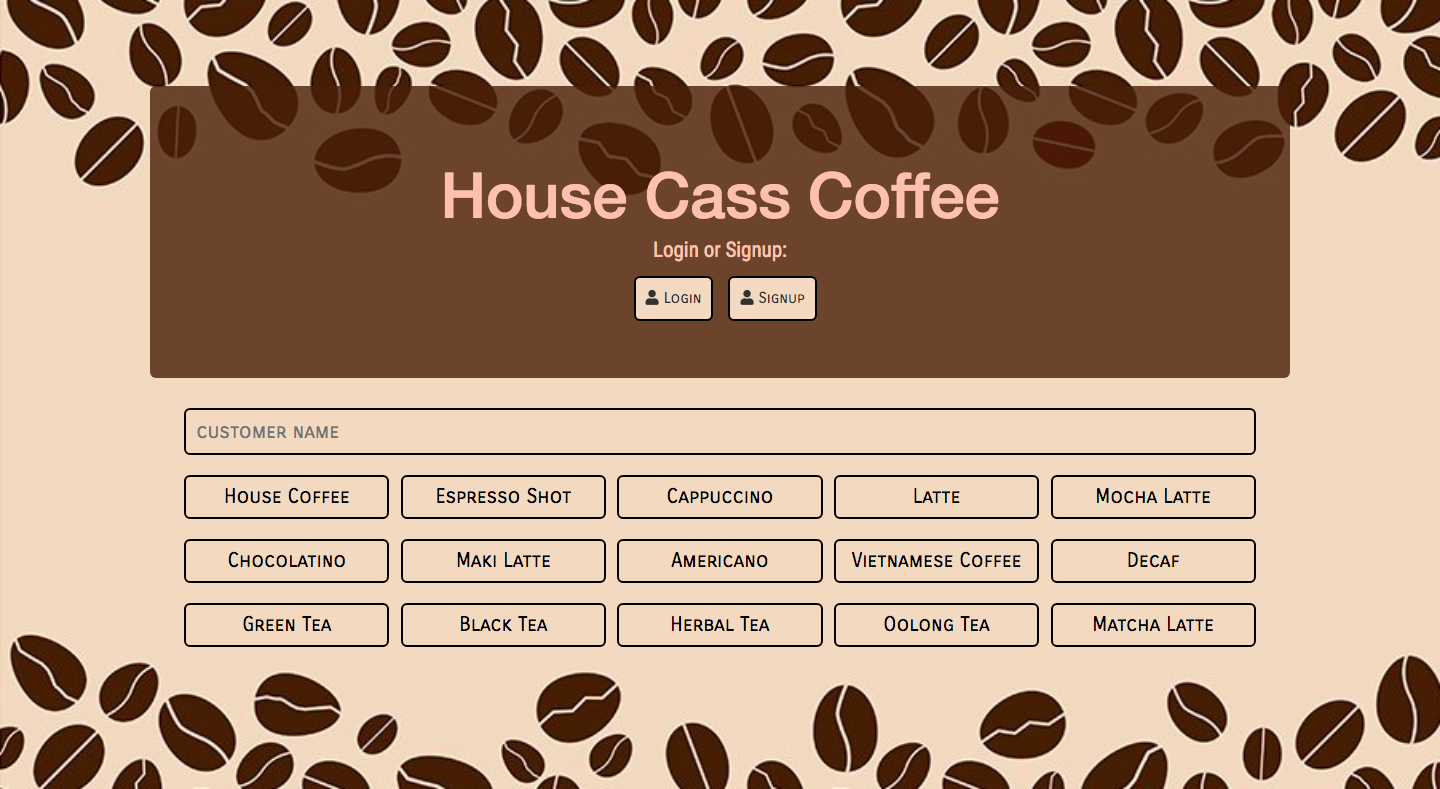 House Cass Coffee
Login or Signup:
Login Signup
CUSTOMER NAME
House Coffee Espresso Shot Cappuccino Latte Mocha Latte
Chocolatino Maki Latte Americano Vietnamese Coffee Decaf
Green Tea Black Tea Herbal Tea Oolong Tea Matcha Latte